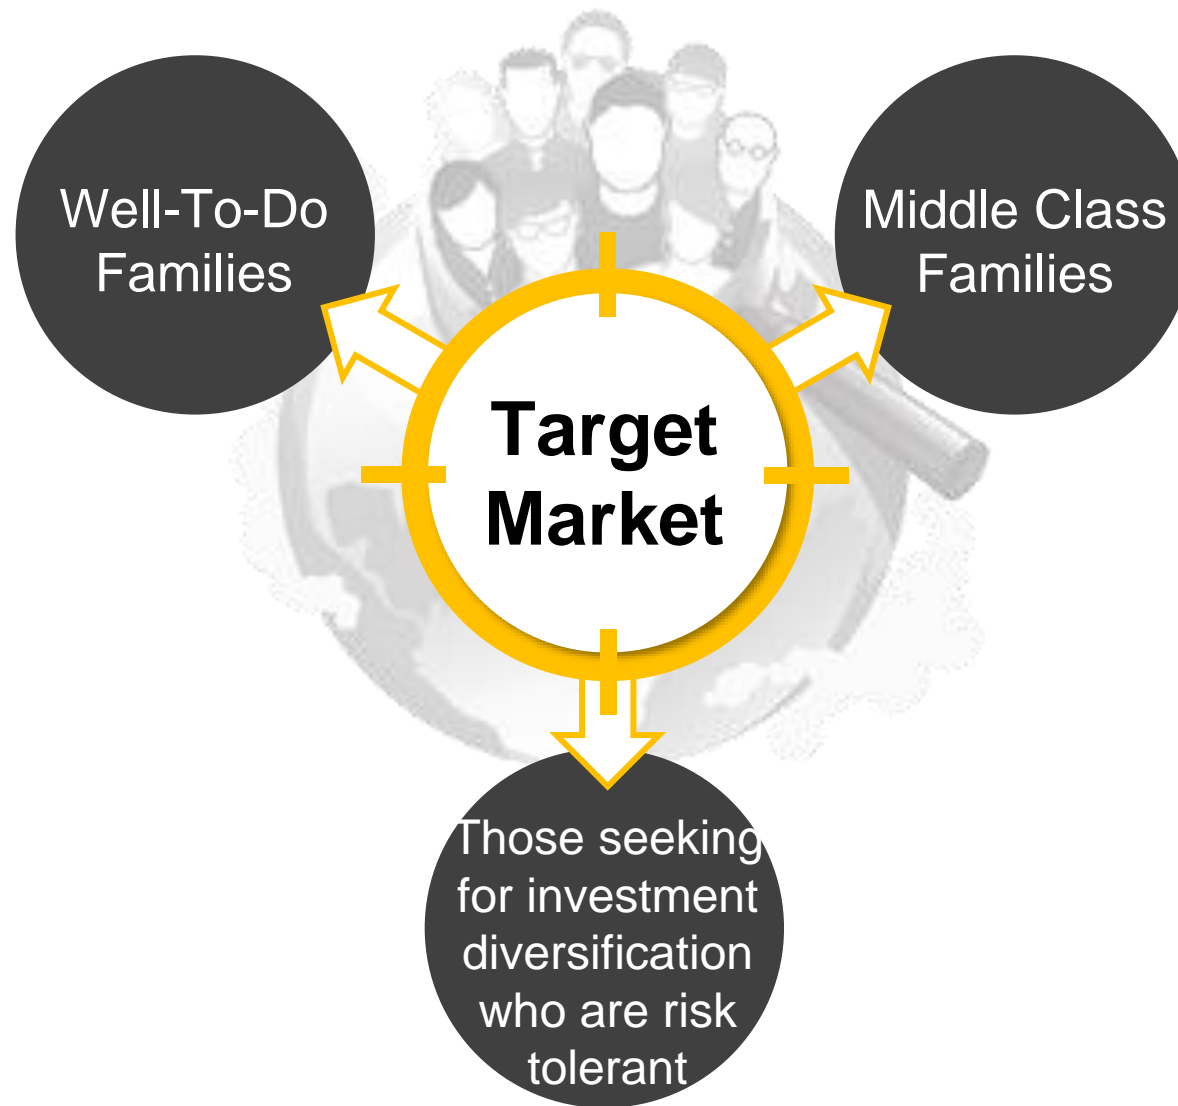 Well-To-Do
Families
Middle Class
Families
Target
Market
Those seeking
for investment
diversification
who are risk
tolerant